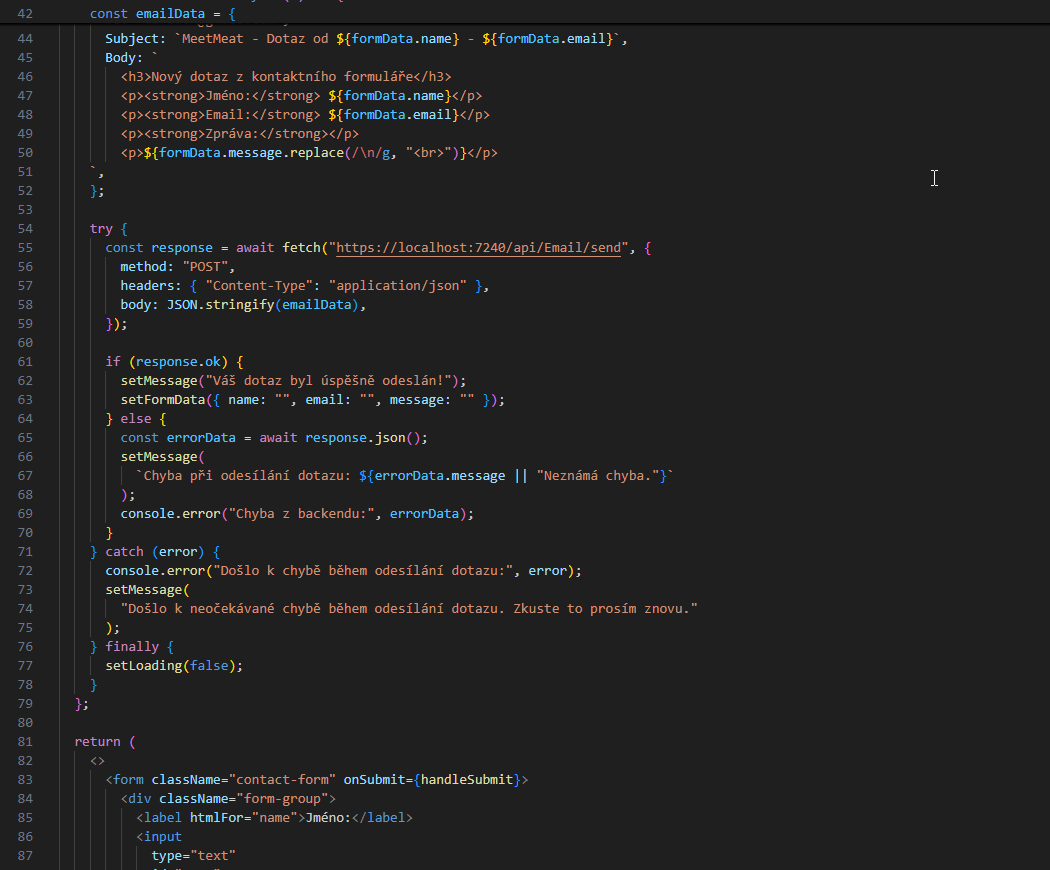 42 const emailData = {
44 Subject: `MeetMeat - Dotaz od ${formData.name} - ${formData.email}`,
45 Body: `
46 <h3>Nový dotaz z kontaktního formuláře</h3>
47 <p><strong>Jméno:</strong> ${formData.name}</p>
48 <p><strong>Email:</strong> ${formData.email}</p>
49 <p><strong>Zpráva:</strong></p>
50 <p>${formData.message.replace(/\n/g, "<br>")}</p>
51 `,
52 };
53
54 try {
55 const response = await fetch("https://localhost:7240/api/Email/send", {
56 method: "POST",
57 headers: { "Content-Type": "application/json" },
58 body: JSON.stringify(emailData),
59 });
60
61 if (response.ok) {
62 setMessage("Váš dotaz byl úspěšně odeslán!");
63 setFormData({ name: "", email: "", message: "" });
64 } else {
65 const errorData = await response.json();
66 setMessage(
67 `Chyba při odesílání dotazu: ${errorData.message || "Neznámá chyba."}`
68 );
69 console.error("Chyba z backendu:", errorData);
70 }
71 } catch (error) {
72 console.error("Došlo k chybě během odesílání dotazu:", error);
73 setMessage(
74 "Došlo k neočekávané chybě během odesílání dotazu. Zkuste to prosím znovu."
75 );
76 } finally {
77 setLoading(false);
78 }
79 };
80
81 return (
82 <>
83 <form className="contact-form" onSubmit={handleSubmit}>
84 <div className="form-group">
85 <label htmlFor="name">Jméno:</label>
86 <input
87 type="text"